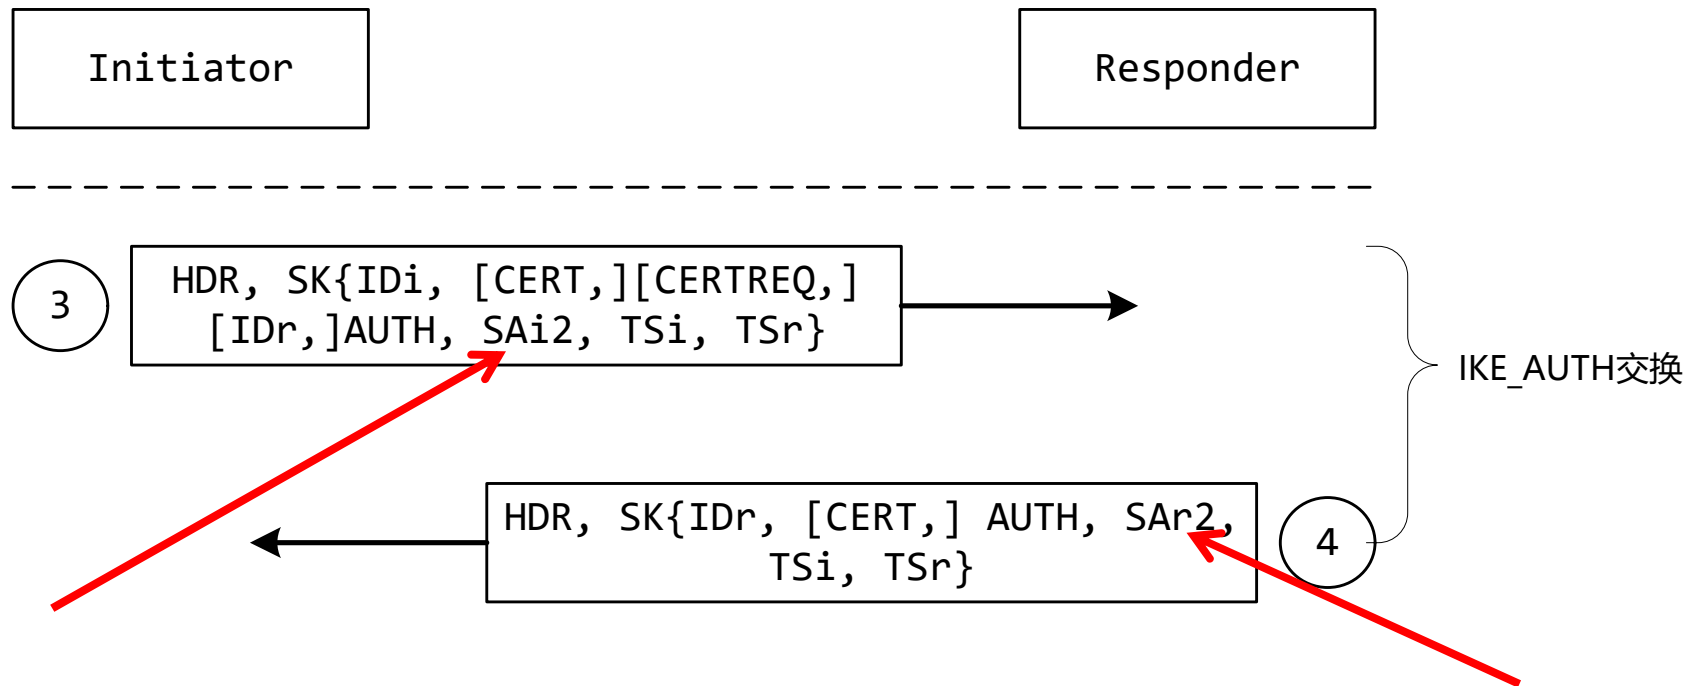 Initiator
Responder
3
HDR, SK{IDi, [CERT,][CERTREQ,]
[IDr,]AUTH, SAi2, TSi, TSr}
IKE_AUTH交换
HDR, SK{IDr, [CERT,] AUTH, SAr2,
TSi, TSr}
4